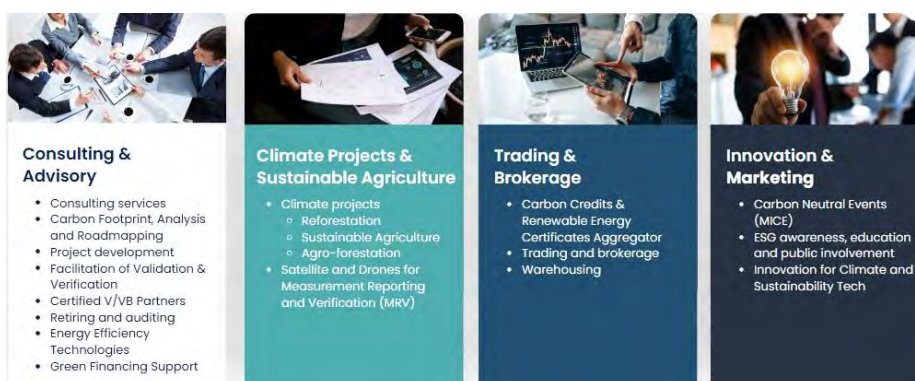 Consulting &
Advisory
• Consulting services
• Carbon Footprint, Analysis
and Roadmapping
• Project development
• Facilitation of Validation &
Verification
• Certified V/VB Partners
• Retiring and auditing
• Energy Efficiency
Technologies
• Green Financing Support
Climate Projects &
Sustainable Agriculture
• Climate projects
○ Reforestation
○ Sustainable Agriculture
○ Agro-forestation
• Satellite and Drones for
Measurement Reporting
and Verification (MRV)
Trading &
Brokerage
• Carbon Credits &
Renewable Energy
Certificates Aggregator
• Trading and brokerage
• Warehousing
Innovation &
Marketing
• Carbon Neutral Events
(MICE)
• ESG awareness, education
and public involvement
• Innovation for Climate and
Sustainability Tech